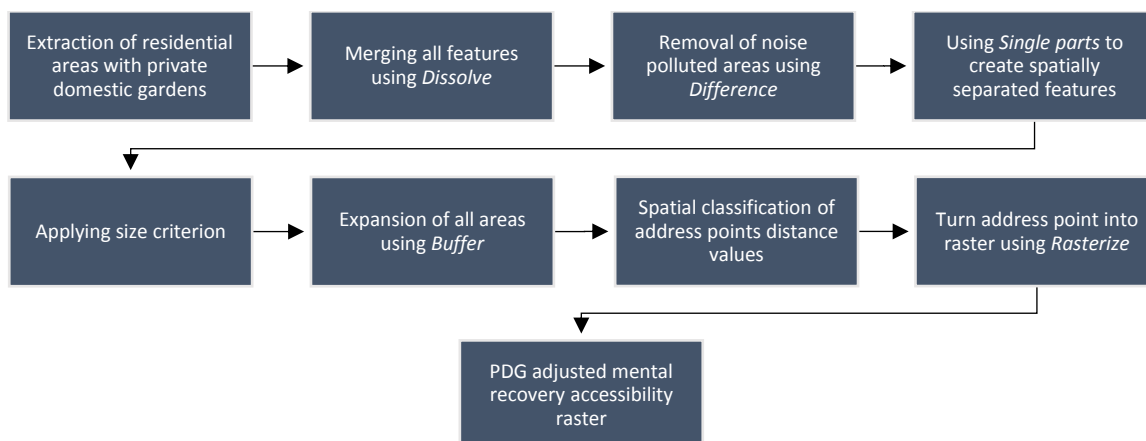 Extraction of residential
areas with private
domestic gardens
Merging all features
using Dissolve
Removal of noise
polluted areas using
Difference
Using Single parts to
create spatially
separated features
Applying size criterion
Expansion of all areas
using Buffer
Spatial classification of
address points distance
values
Turn address point into
raster using Rasterize
PDG adjusted mental
recovery accessibility
raster